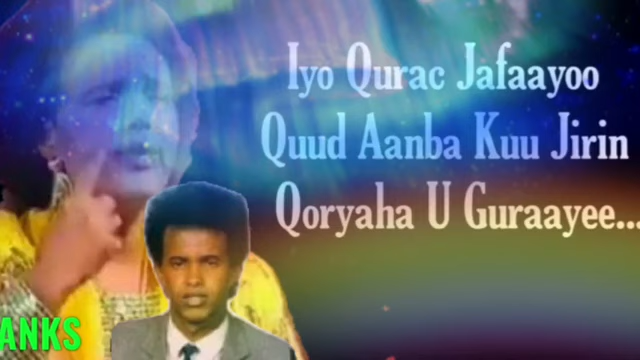 Iyo Qurac Jafaayoo
Quud Aanba Kuu Jirin
Qoryaha U Guraayee...
ANKS